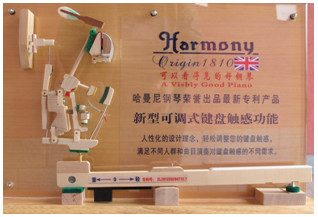 Harmony
Origin 1810
可以看得见的好钢琴
A Visbly Good Piano
哈曼尼钢琴荣誉出品最新专利产品
新型可调式键盘触感功能
人性化的设计理念，轻松调整您的键盘触感。
满足不同人群和曲目演奏对键盘触感的不同需求。